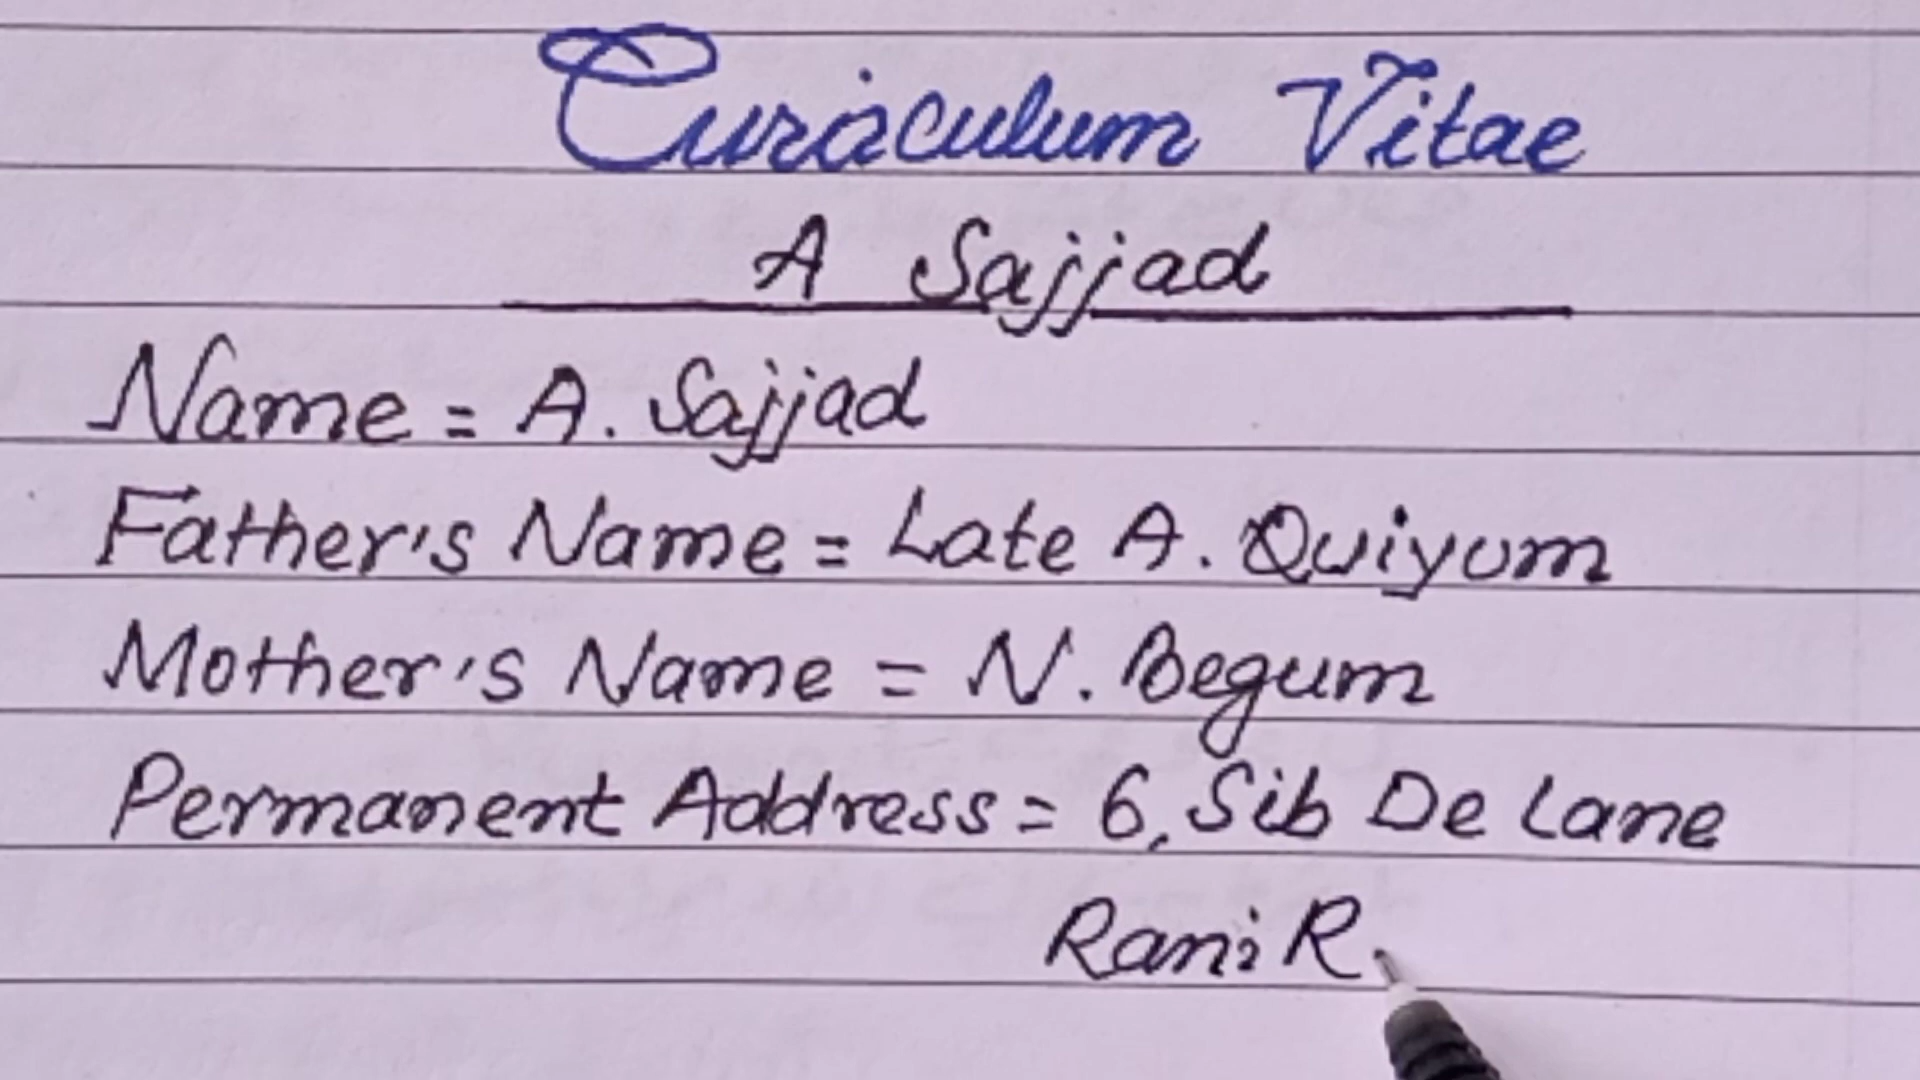 Curriculum Vitae
A Sajjad
Name = A. Sajjad
Father's Name = Late A. Quiyum
Mother's Name = N. Begum
Permanent Address = 6, Sib De Lane
Rani R